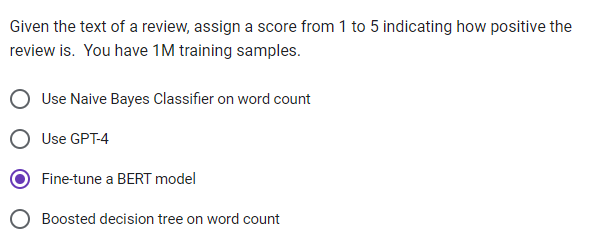 Given the text of a review, assign a score from 1 to 5 indicating how positive the
review is.  You have 1M training samples.
Use Naive Bayes Classifier on word count
Use GPT-4
Fine-tune a BERT model
Boosted decision tree on word count